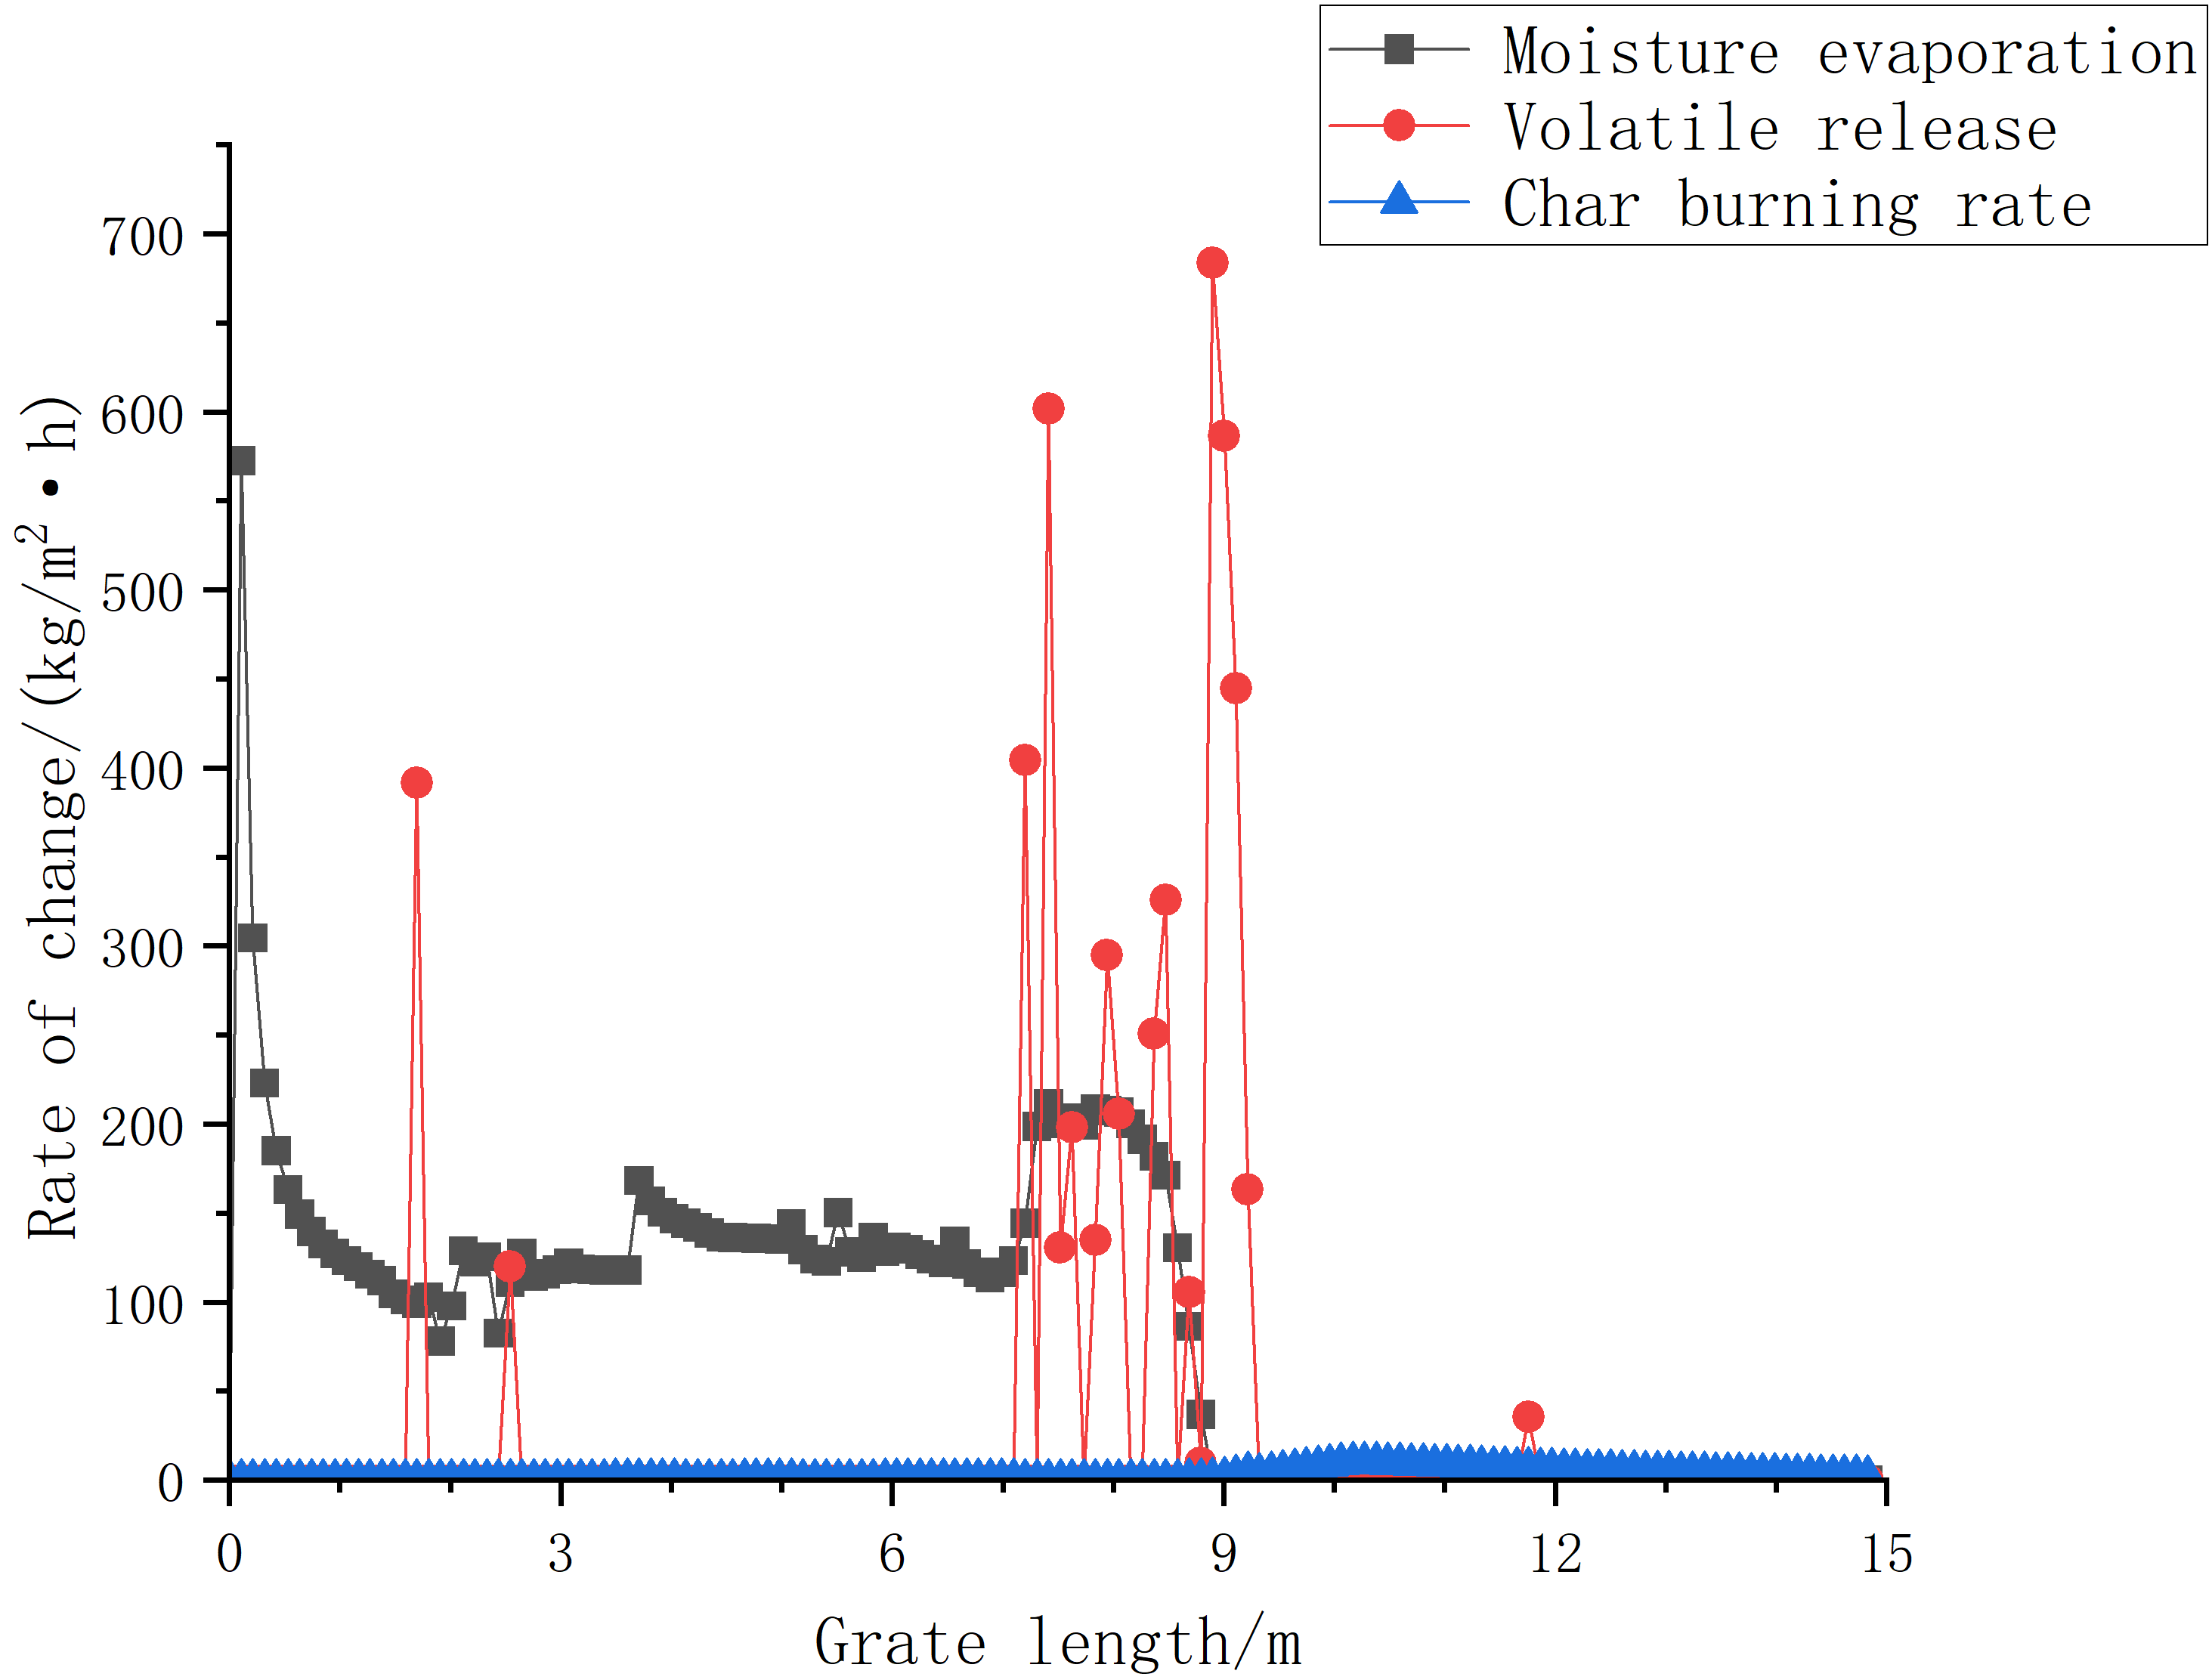 Moisture evaporation
Volatile release
Char burning rate
Rate of change/(kg/m²•h)
700
600
500
400
300
200
100
0
0 3 6 9 12 15
Grate length/m